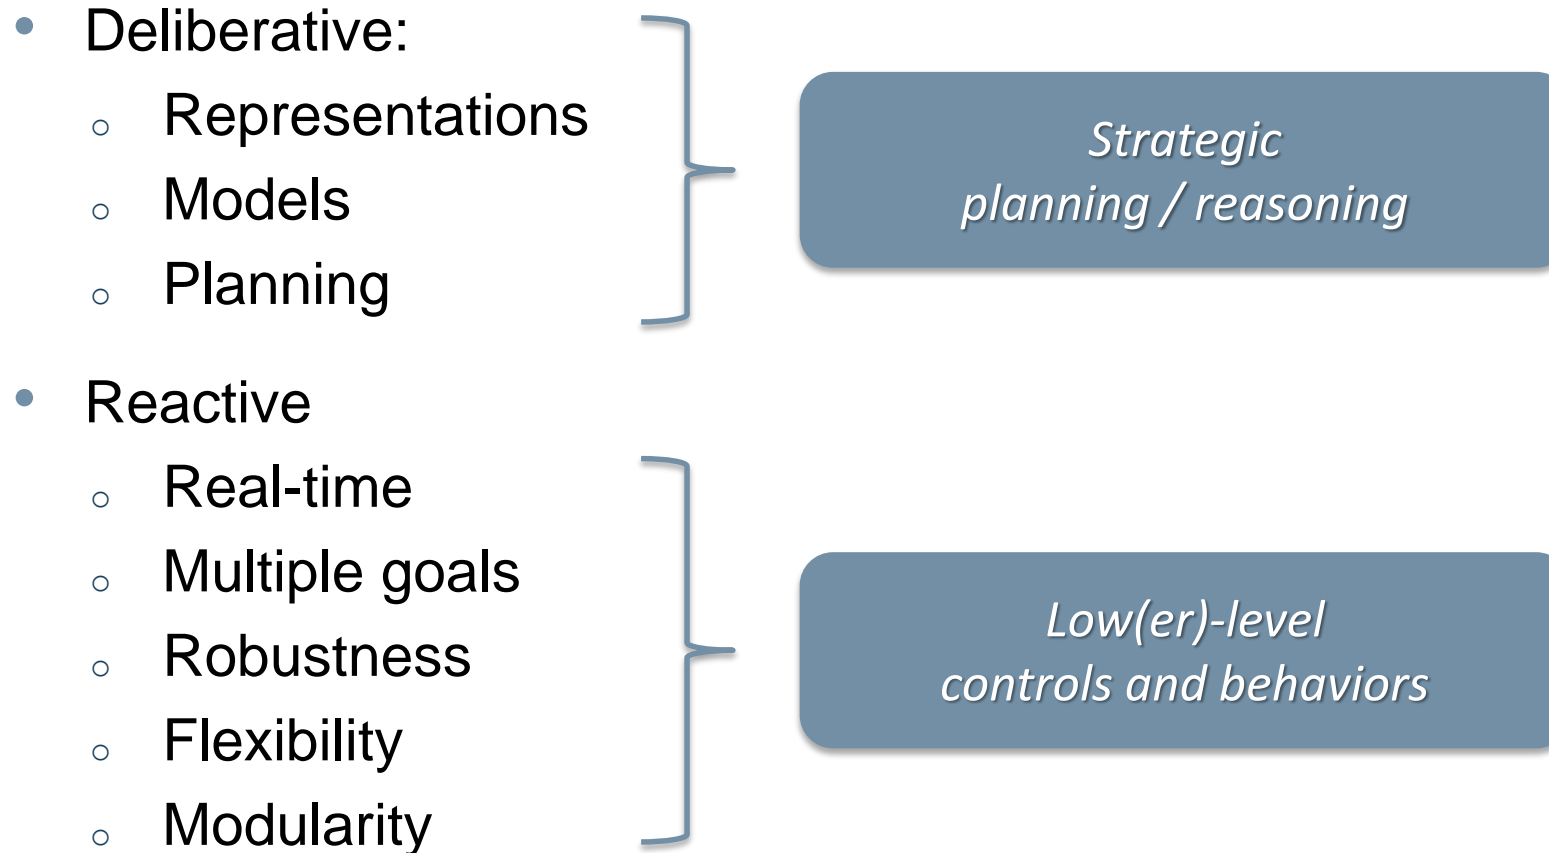 • Deliberative:
o Representations
o Models
o Planning
Strategic
planning / reasoning
• Reactive
o Real-time
o Multiple goals
o Robustness
o Flexibility
o Modularity
Low(er)-level
controls and behaviors